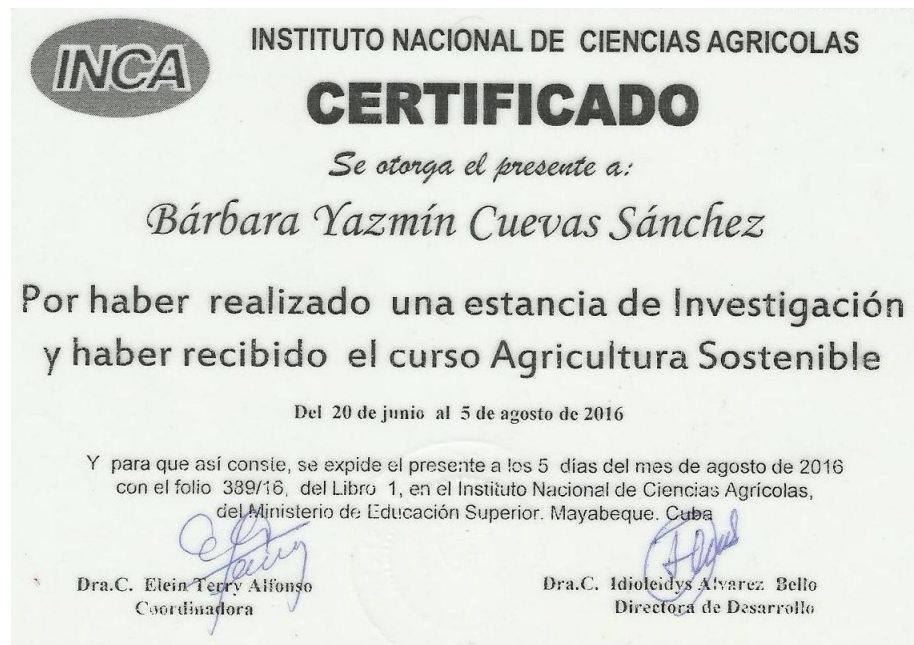 INCA
INSTITUTO NACIONAL DE CIENCIAS AGRICOLAS
CERTIFICADO
Se otorga el presente a:
Bárbara Yazmín Cuevas Sánchez
Por haber realizado una estancia de Investigación
y haber recibido el curso Agricultura Sostenible
Del 20 de junio al 5 de agosto de 2016
Y para que así conste, se expide el presente a los 5 días del mes de agosto de 2016
con el folio 389/16, del Libro 1, en el Instituto Nacional de Ciencias Agrícolas,
del Ministerio de Educación Superior. Mayabeque. Cuba
Dra.C. Elein Terry Alfonso
Coordinadora
Dra.C. Idioleidys Alvarez Bello
Directora de Desarrollo